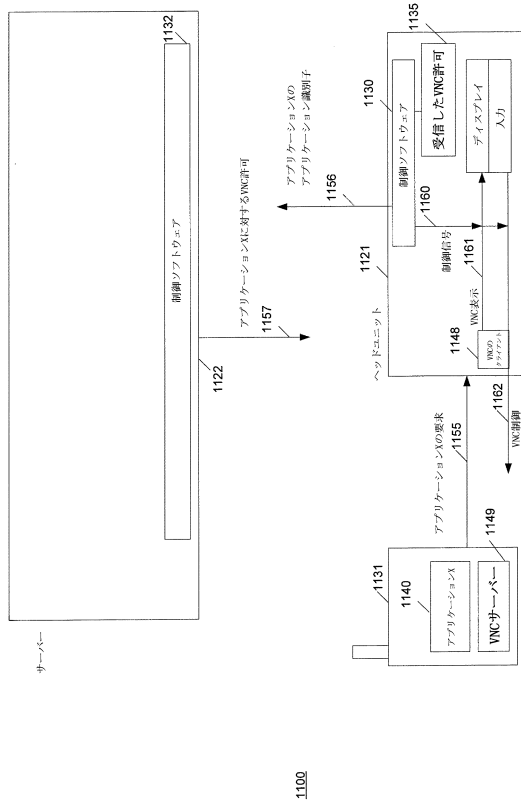 1100
サーバー
制御ソフトウェア
1132
1122
アプリケーションXに対するVNC許可
1157
アプリケーションXの
アプリケーション識別子
1156
ヘッドユニット
1121
制御ソフトウェア
1130
受信したVNC許可
1135
1160
制御信号
1161
VNC表示
1148
VNCの
クライアント
ディスプレイ
入力
1162
VNC制御
アプリケーションXの要求
1155
1131
1140
アプリケーションX
VNCサーバー
1149